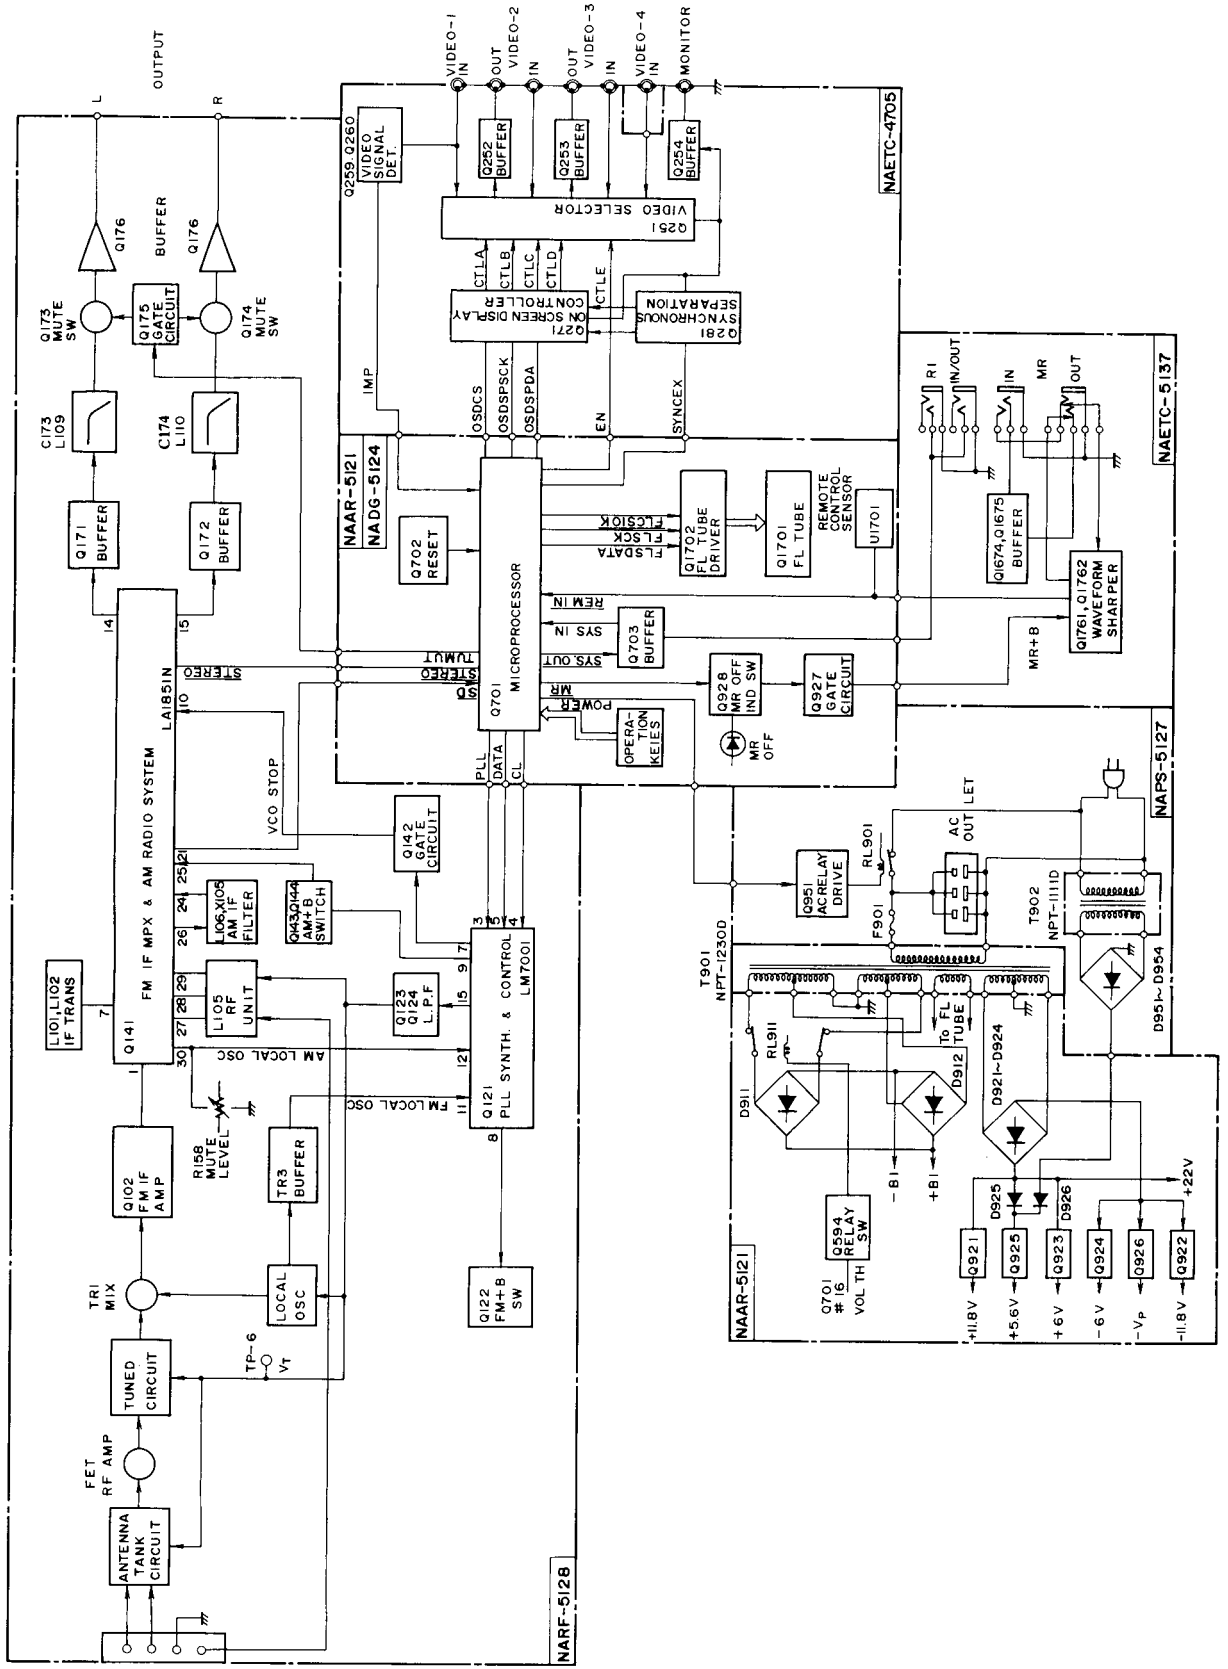 OUTPUT
L
R
Q176
BUFFER
Q176
Q173
MUTE
SW
Q175
GATE
CIRCUIT
Q174
MUTE
SW
C173
L109
C174
L110
Q171
BUFFER
Q172
BUFFER
14
15
LA1851N
STEREO
10
VCO STOP
FM IF MPX & AM RADIO SYSTEM
Q141
21
25
24
26
29
28
27
30
7
1
L106,X105
AM IF
FILTER
Q143,Q144
AM+B
SWITCH
Q142
GATE
CIRCUIT
L101,L102
IF TRANS
L105
RF
UNIT
Q123
Q124
L.P.F
AM LOCAL OSC
FM LOCAL OSC
R158
MUTE
LEVEL
Q102
FM IF
AMP
TR3
BUFFER
TR1
MIX
LOCAL
OSC
Q122
FM+B
SW
Q121
PLL SYNTH. & CONTROL
LM7001
3
5
4
7
9
15
12
11
8
TP-6
VT
TUNED
CIRCUIT
FET
RF AMP
ANTENNA
TANK
CIRCUIT
NARF-5128
VIDEO-1
IN
OUT
VIDEO-2
IN
OUT
VIDEO-3
IN
VIDEO-4
IN
MONITOR
Q259,Q260
VIDEO
SIGNAL
DET.
Q252
BUFFER
Q253
BUFFER
Q254
BUFFER
Q251
VIDEO SELECTOR
CTLA
CTLB
CTLC
CTLD
CTLE
Q271
ON SCREEN DISPLAY
CONTROLLER
Q281
SYNCHRONOUS
SEPARATION
NAETC-4705
IMP
OSDCS
OSDSPSCK
OSDSPDA
EN
SYNCEX
NAAR-5121
NADG-5124
Q702
RESET
Q701
MICROPROCESSOR
TUMUT
STEREO
SD
PLL
DATA
CL
FLCS10K
FLSCK
FLSDATA
Q1702
FL TUBE
DRIVER
Q1701
FL TUBE
REMOTE
CONTROL
SENSOR
U1701
REM IN
SYS IN
SYS.OUT
MR
POWER
Q703
BUFFER
Q928
MR OFF
IND SW
Q927
GATE
CIRCUIT
OPERA-
TION
KEIES
MR
OFF
RI
IN/OUT
IN
MR
OUT
Q1674,Q1675
BUFFER
Q1761,Q1762
WAVEFORM
SHARPER
MR+B
NAETC-5137
NAPS-5127
Q951
ACRELAY
DRIVE
RL901
F901
AC
OUT LET
T902
NPT-1111D
D951~D954
T901
NPT-1230D
RL911
D911
D912
To FL
TUBE
D921~D924
Q594
RELAY
SW
Q701
#16
VOL TH
-B1
+B1
D925
D926
+22V
NAAR-5121
Q921
Q925
Q923
Q924
Q926
Q922
+11.8V
+5.6V
+6V
-6V
-VP
-11.8V